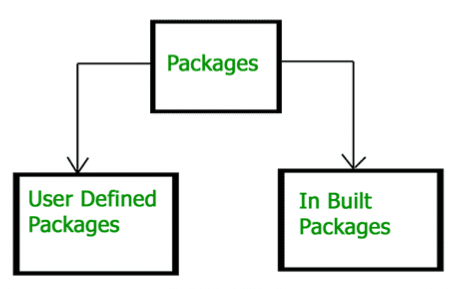 Packages
User Defined
Packages
In Built
Packages